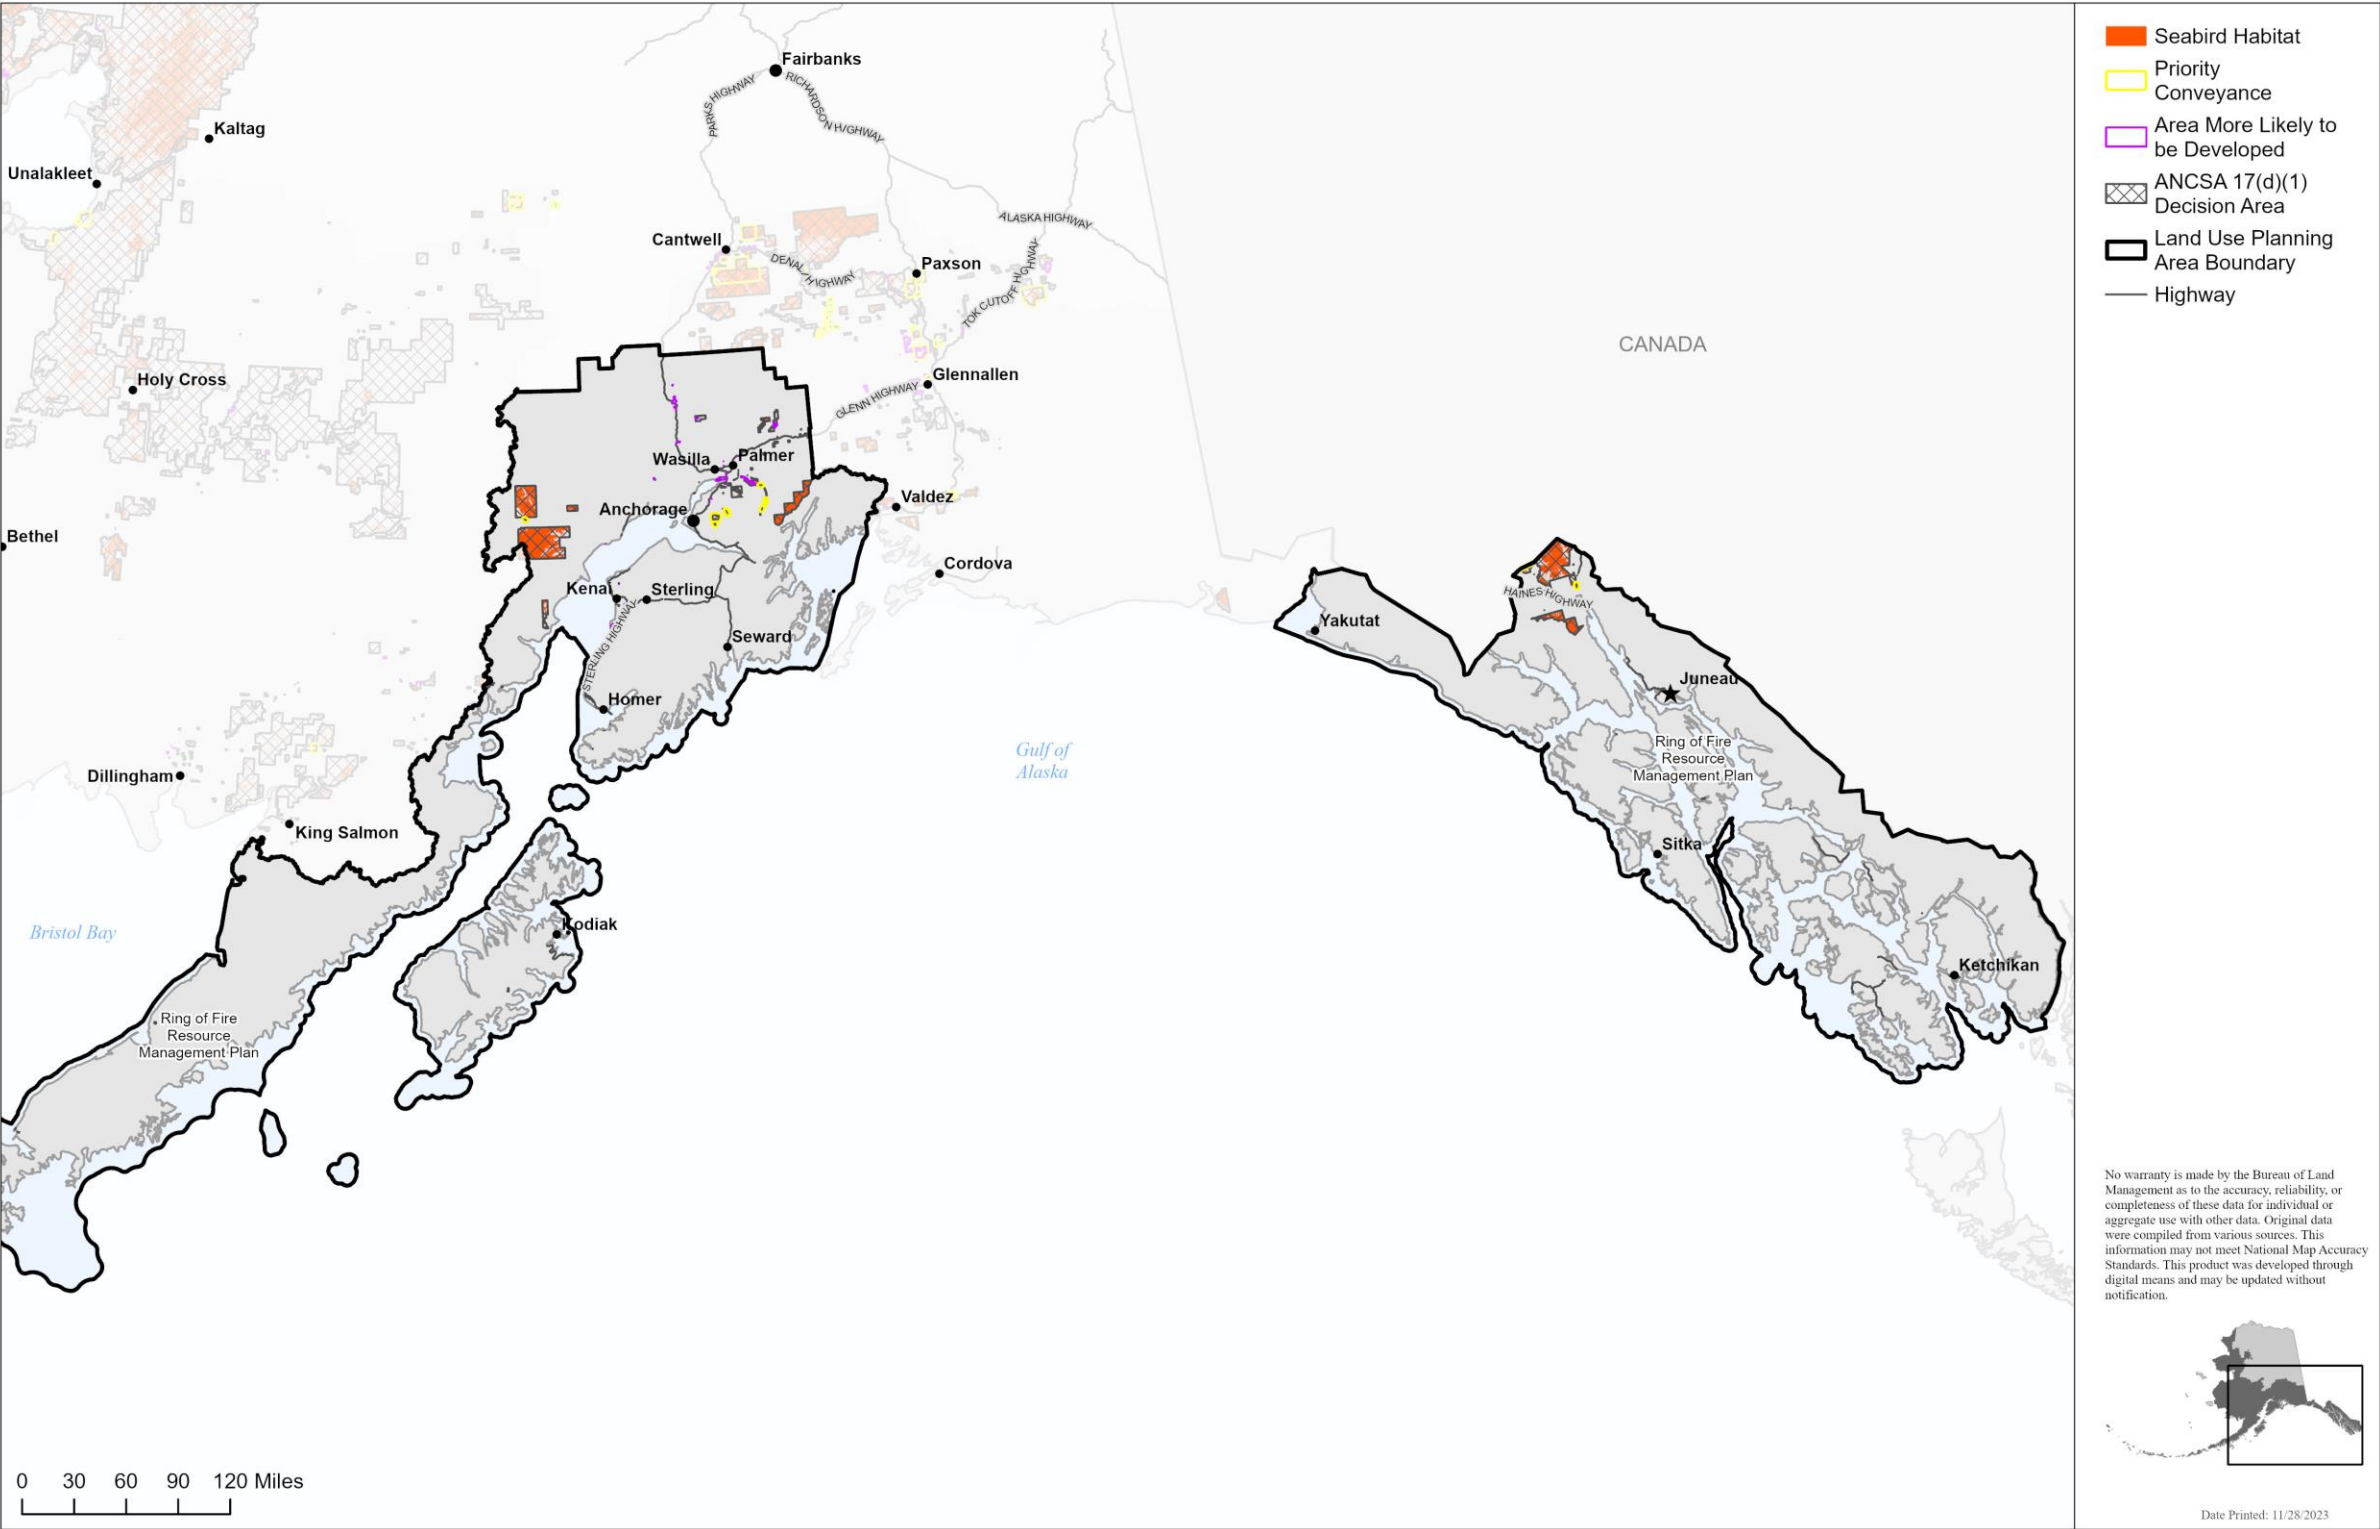 Fairbanks
PARKS HIGHWAY
RICHARDSON HIGHWAY
Kaltag
Unalakleet
ALASKA HIGHWAY
Cantwell
DENALI HIGHWAY
Paxson
TOK CUTOFF HIGHWAY
CANADA
Holy Cross
Glennallen
GLENN HIGHWAY
Wasilla
Palmer
Anchorage
Valdez
Bethel
Cordova
Kenai
Sterling
HAINES HIGHWAY
Yakutat
STERLING HIGHWAY
Seward
Homer
Juneau
Gulf of
Alaska
Ring of Fire
Resource
Management Plan
Dillingham
King Salmon
Sitka
Bristol Bay
Kodiak
Ketchikan
Ring of Fire
Resource
Management Plan
0 30 60 90 120 Miles
Seabird Habitat
Priority
Conveyance
Area More Likely to
be Developed
ANCSA 17(d)(1)
Decision Area
Land Use Planning
Area Boundary
Highway
No warranty is made by the Bureau of Land
Management as to the accuracy, reliability, or
completeness of these data for individual or
aggregate use with other data. Original data
were compiled from various sources. This
information may not meet National Map Accuracy
Standards. This product was developed through
digital means and may be updated without
notification.
Date Printed: 11/28/2023